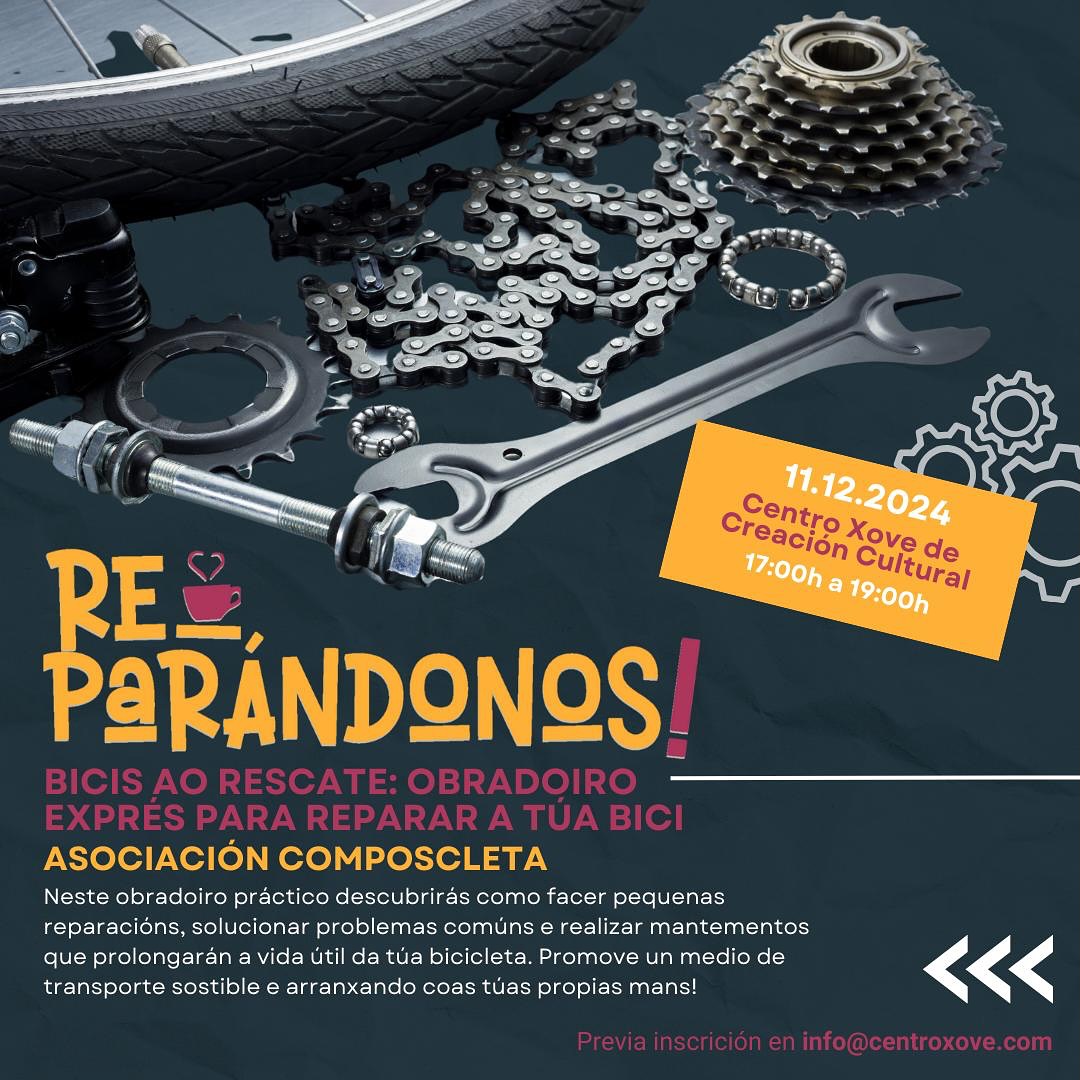 11.12.2024
Centro Xove de
Creación Cultural
17:00h a 19:00h
RE
PaRÁNDONOS!
BICIS AO RESCATE: OBRADOIRO
EXPRÉS PARA REPARAR A TÚA BICI
ASOCIACIÓN COMPOSCLETA
Neste obradoiro práctico descubrirás como facer pequenas
reparacións, solucionar problemas comúns e realizar mantementos
que prolongarán a vida útil da túa bicicleta. Promove un medio de
transporte sostible e arranxando coas túas propias mans!
Previa inscrición en info@centroxove.com